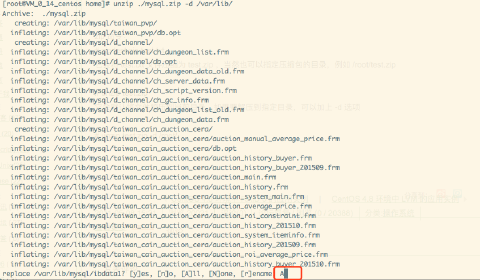 [root@VM_0_14_centos home]# unzip ./mysql.zip -d /var/lib/
Archive:  ./mysql.zip
creating: /var/lib/mysql/taiwan_pvp/
inflating: /var/lib/mysql/taiwan_pvp/db.opt
creating: /var/lib/mysql/d_channel/
inflating: /var/lib/mysql/d_channel/ch_dungeon_list.frm
inflating: /var/lib/mysql/d_channel/db.opt
inflating: /var/lib/mysql/d_channel/ch_dungeon_data_old.frm
inflating: /var/lib/mysql/d_channel/ch_server_data.frm
inflating: /var/lib/mysql/d_channel/ch_script_version.frm
inflating: /var/lib/mysql/d_channel/ch_gc_info.frm
inflating: /var/lib/mysql/d_channel/ch_dungeon_list_old.frm
inflating: /var/lib/mysql/d_channel/ch_dungeon_data.frm
creating: /var/lib/mysql/taiwan_cain_auction_cera/
inflating: /var/lib/mysql/taiwan_cain_auction_cera/auction_manual_average_price.frm
inflating: /var/lib/mysql/taiwan_cain_auction_cera/db.opt
inflating: /var/lib/mysql/taiwan_cain_auction_cera/auction_history_buyer.frm
inflating: /var/lib/mysql/taiwan_cain_auction_cera/auction_history_buyer_201509.frm
inflating: /var/lib/mysql/taiwan_cain_auction_cera/auction_main.frm
inflating: /var/lib/mysql/taiwan_cain_auction_cera/auction_history.frm
inflating: /var/lib/mysql/taiwan_cain_auction_cera/auction_system_main.frm
inflating: /var/lib/mysql/taiwan_cain_auction_cera/auction_average_price.frm
inflating: /var/lib/mysql/taiwan_cain_auction_cera/auction_roi_constraint.frm
inflating: /var/lib/mysql/taiwan_cain_auction_cera/auction_history_201510.frm
inflating: /var/lib/mysql/taiwan_cain_auction_cera/auction_system_iteminfo.frm
inflating: /var/lib/mysql/taiwan_cain_auction_cera/auction_history_201509.frm
inflating: /var/lib/mysql/taiwan_cain_auction_cera/auction_roi_average_price.frm
inflating: /var/lib/mysql/taiwan_cain_auction_cera/auction_history_buyer_201510.frm
replace /var/lib/mysql/ibdata1? [y]es, [n]o, [A]ll, [N]one, [r]ename: A